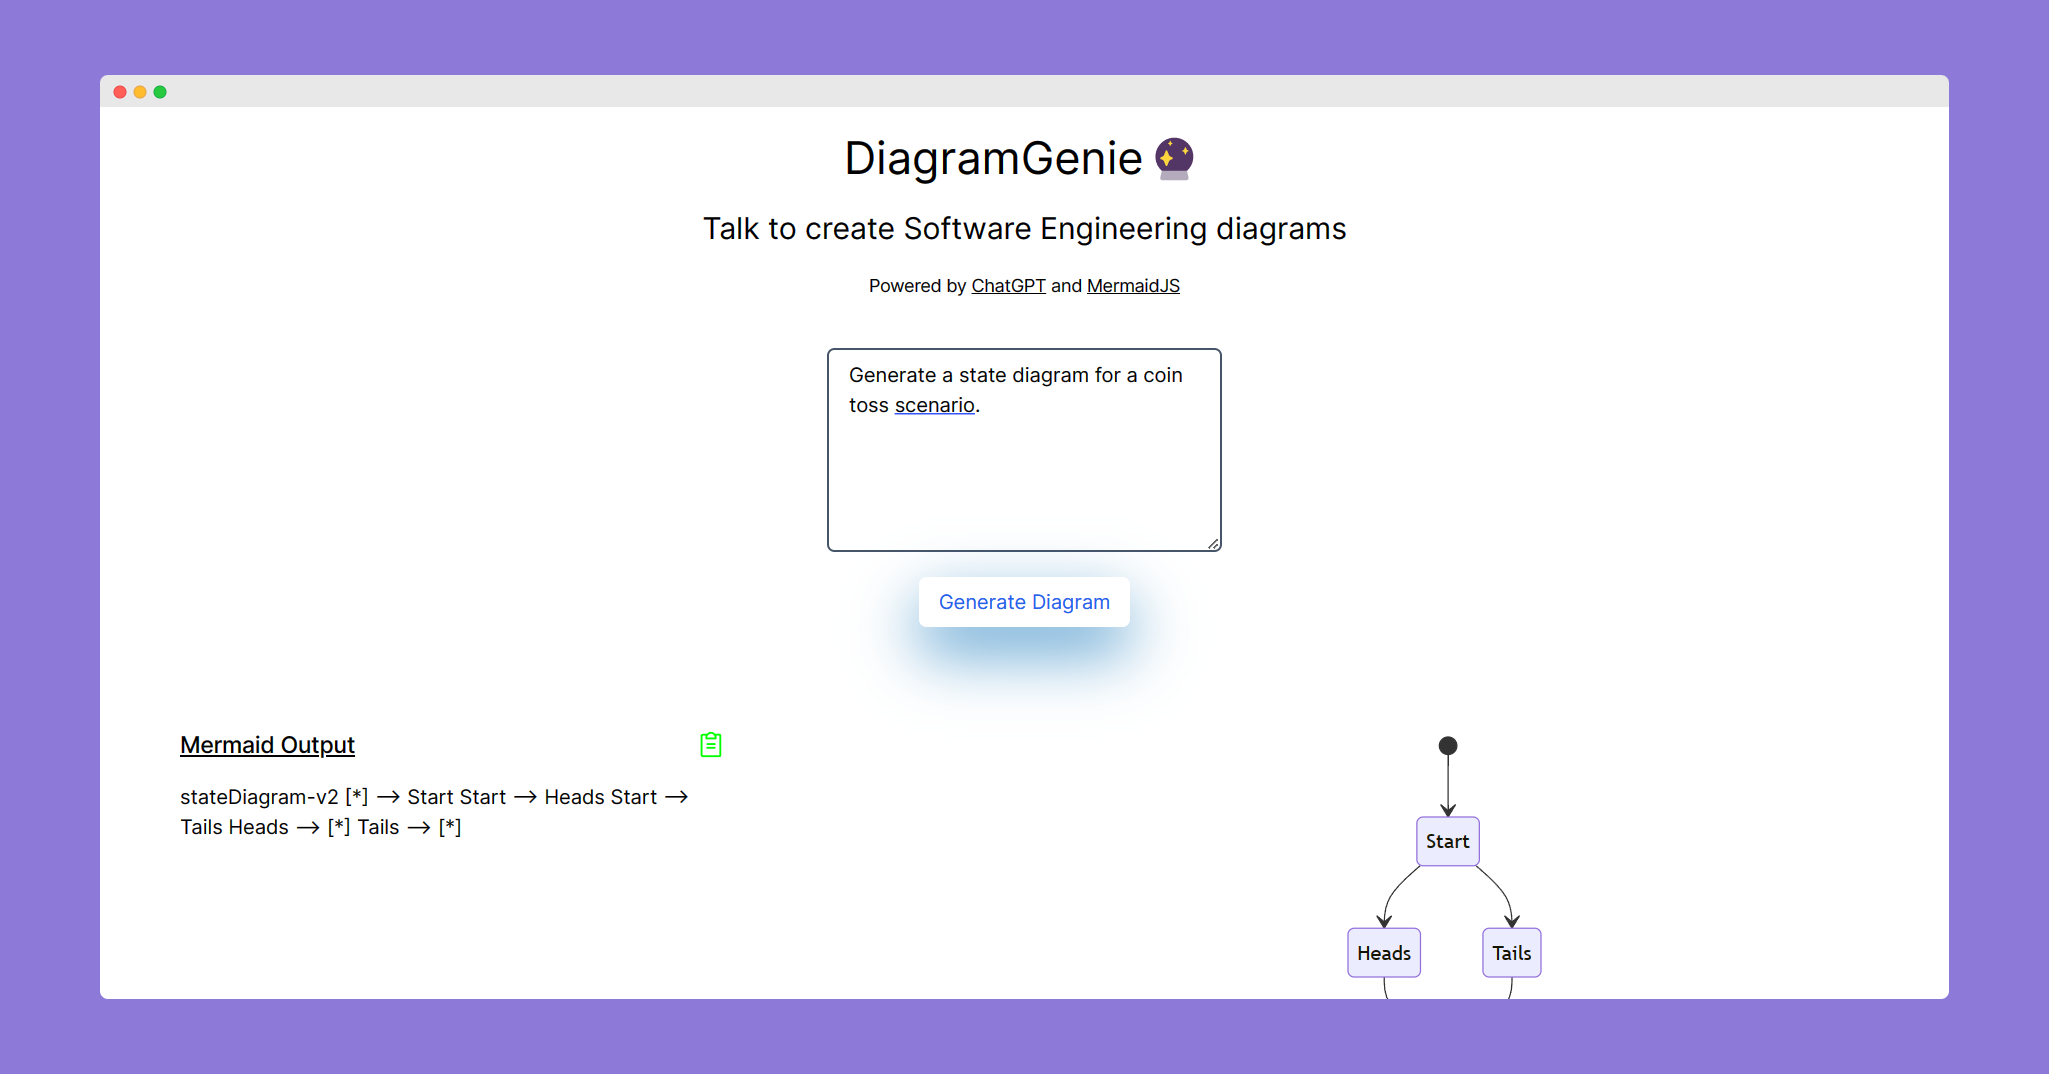 DiagramGenie
Talk to create Software Engineering diagrams
Powered by ChatGPT and MermaidJS
Generate a state diagram for a coin
toss scenario.
Generate Diagram
Mermaid Output
stateDiagram-v2 [*] --> Start Start --> Heads Start -->
Tails Heads --> [*] Tails --> [*]
Start
Heads
Tails